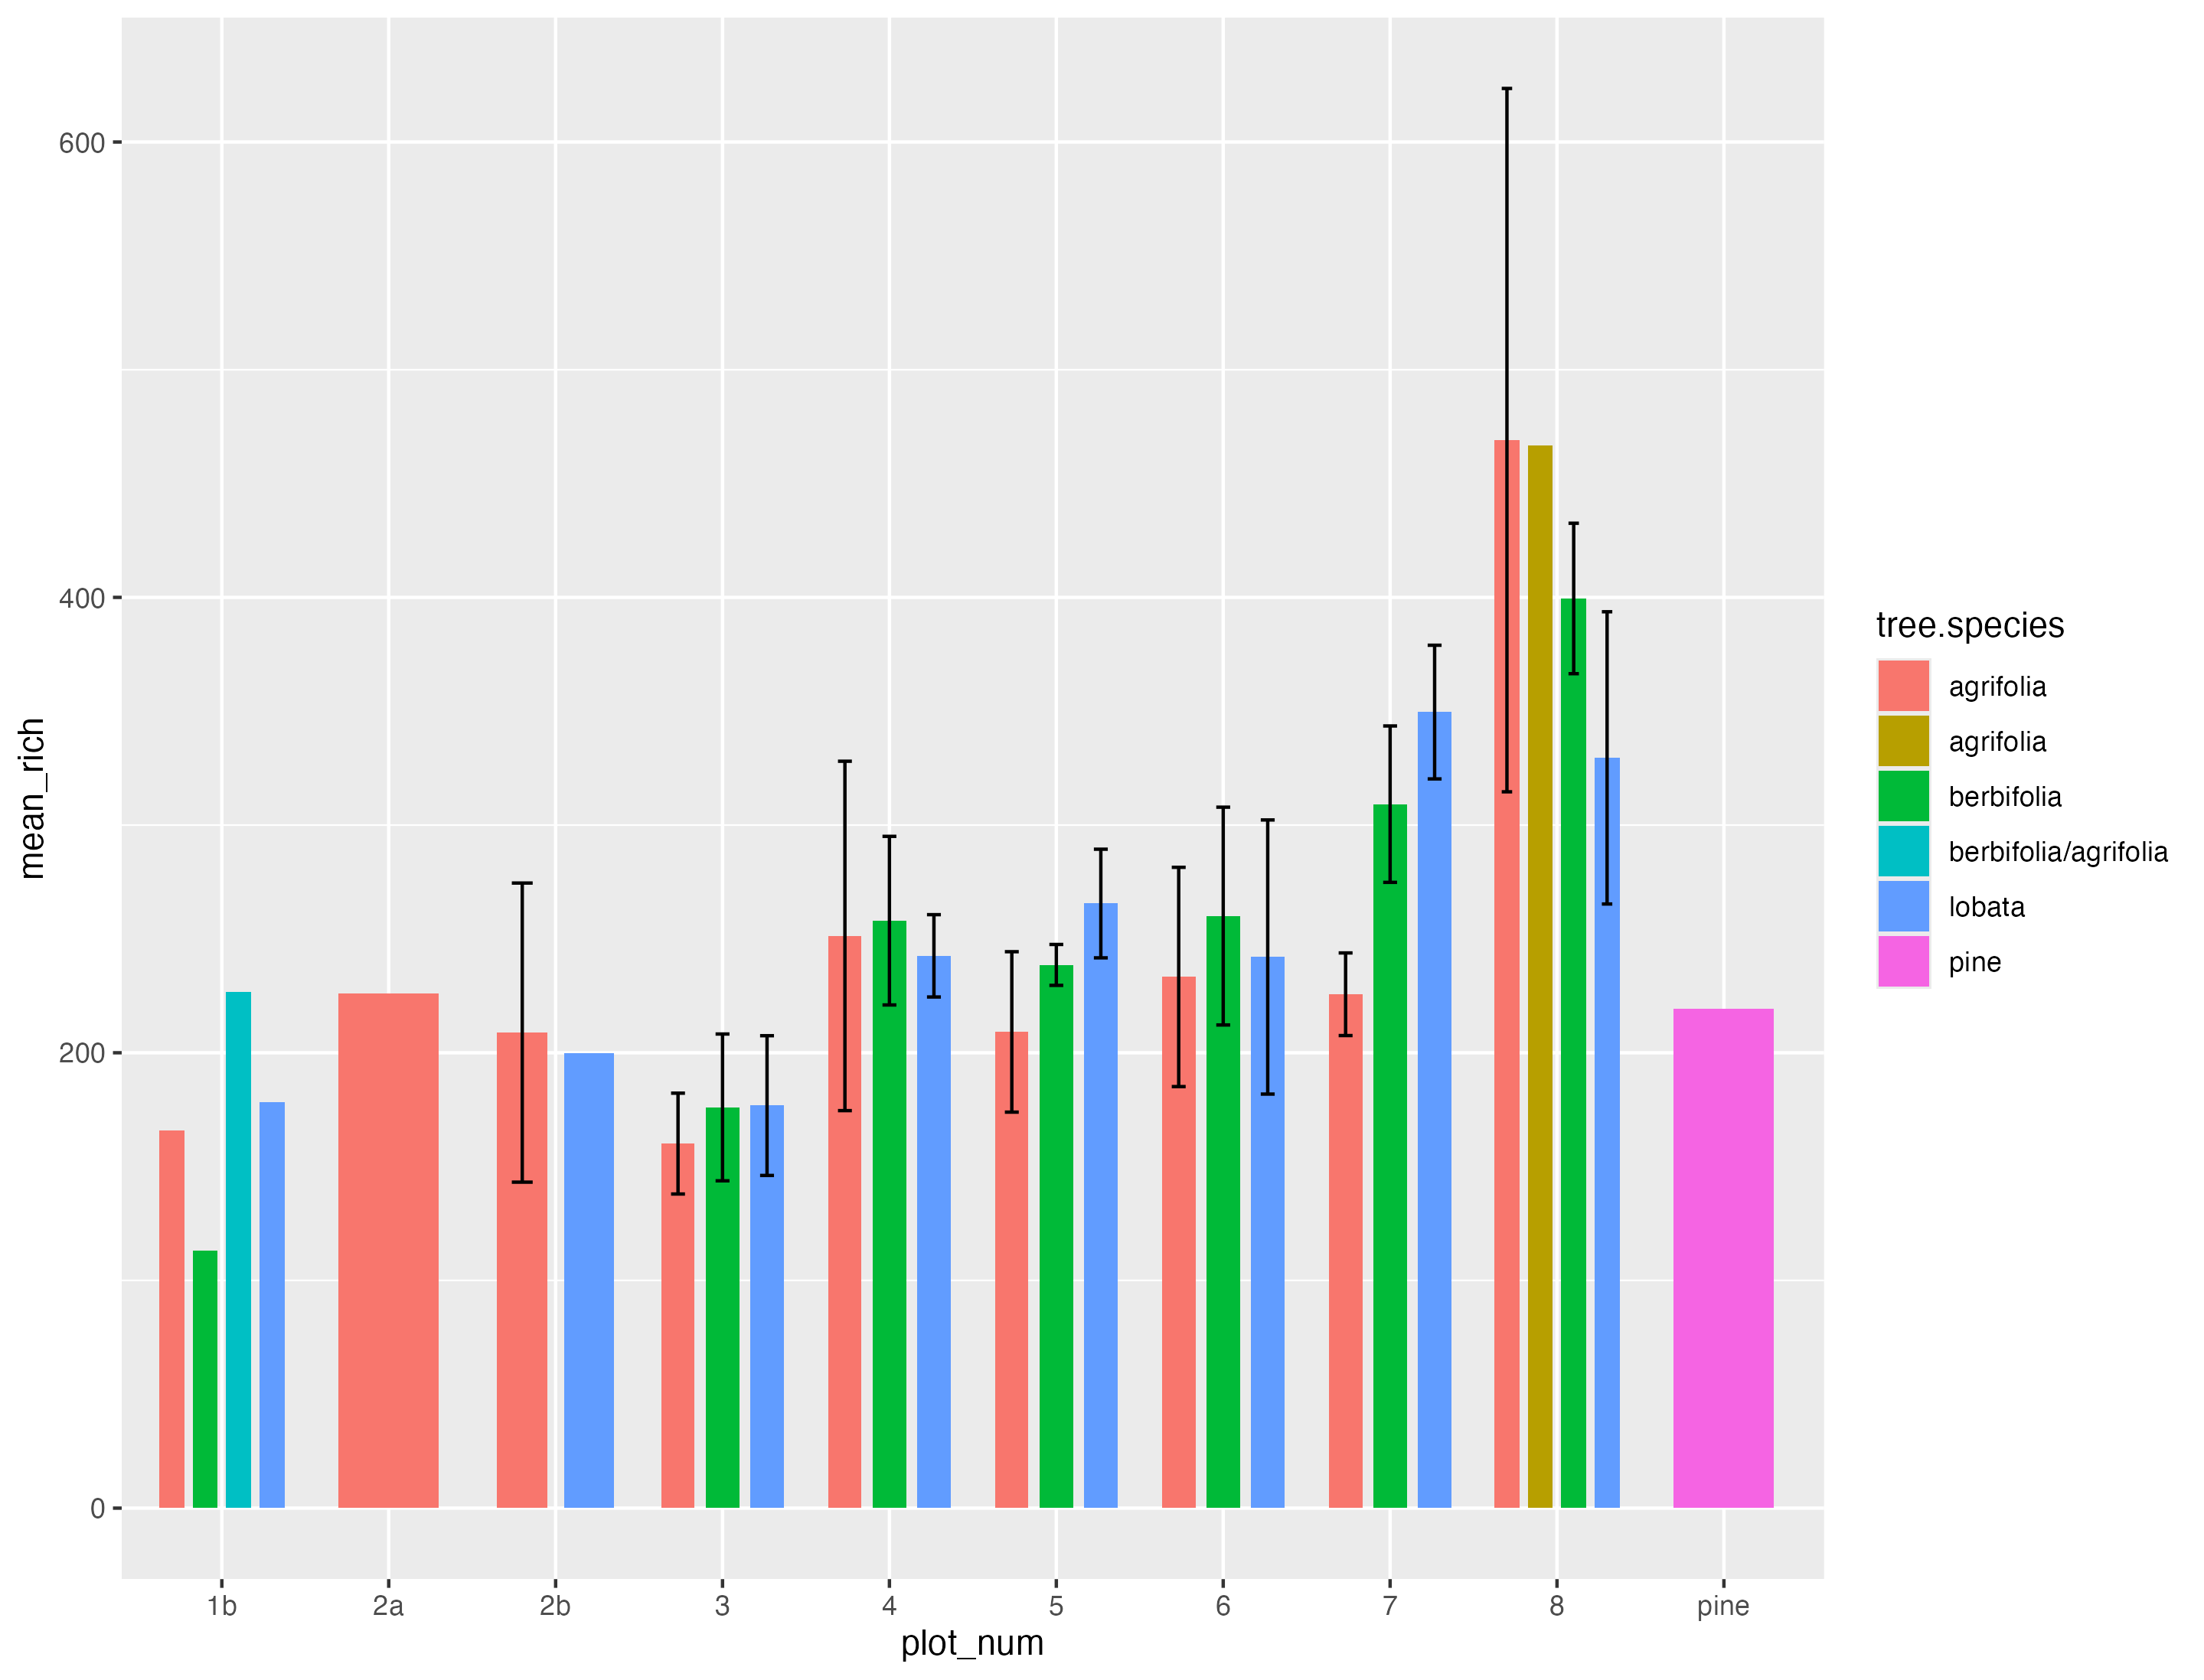 mean_rich
600
400
200
0
1b 2a 2b 3 4 5 6 7 8 pine
plot_num
tree.species
agrifolia
agrifolia
berbifolia
berbifolia/agrifolia
lobata
pine